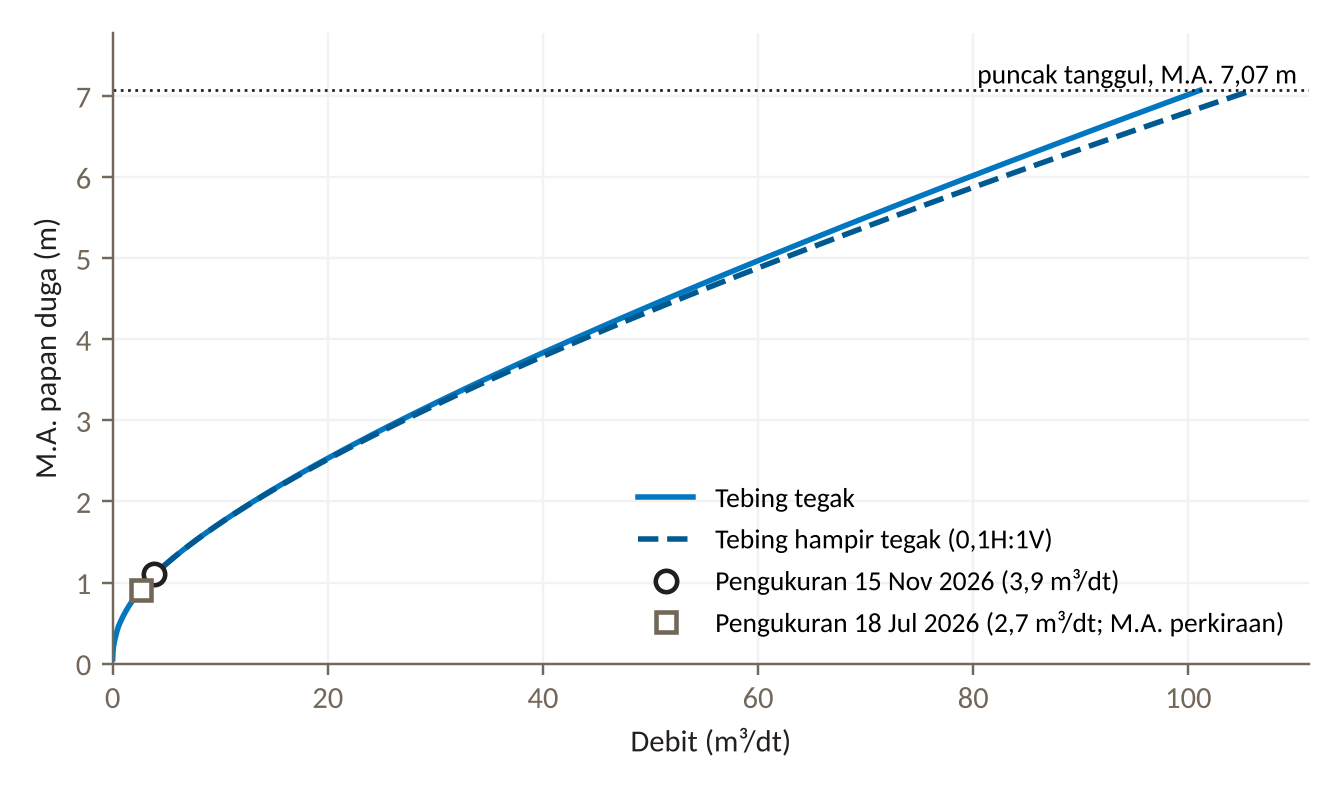 puncak tanggul, M.A. 7,07 m
7
6
5
4
3
2
1
0
M.A. papan duga (m)
Tebing tegak
Tebing hampir tegak (0,1H:1V)
Pengukuran 15 Nov 2026 (3,9 m³/dt)
Pengukuran 18 Jul 2026 (2,7 m³/dt; M.A. perkiraan)
0 20 40 60 80 100
Debit (m³/dt)